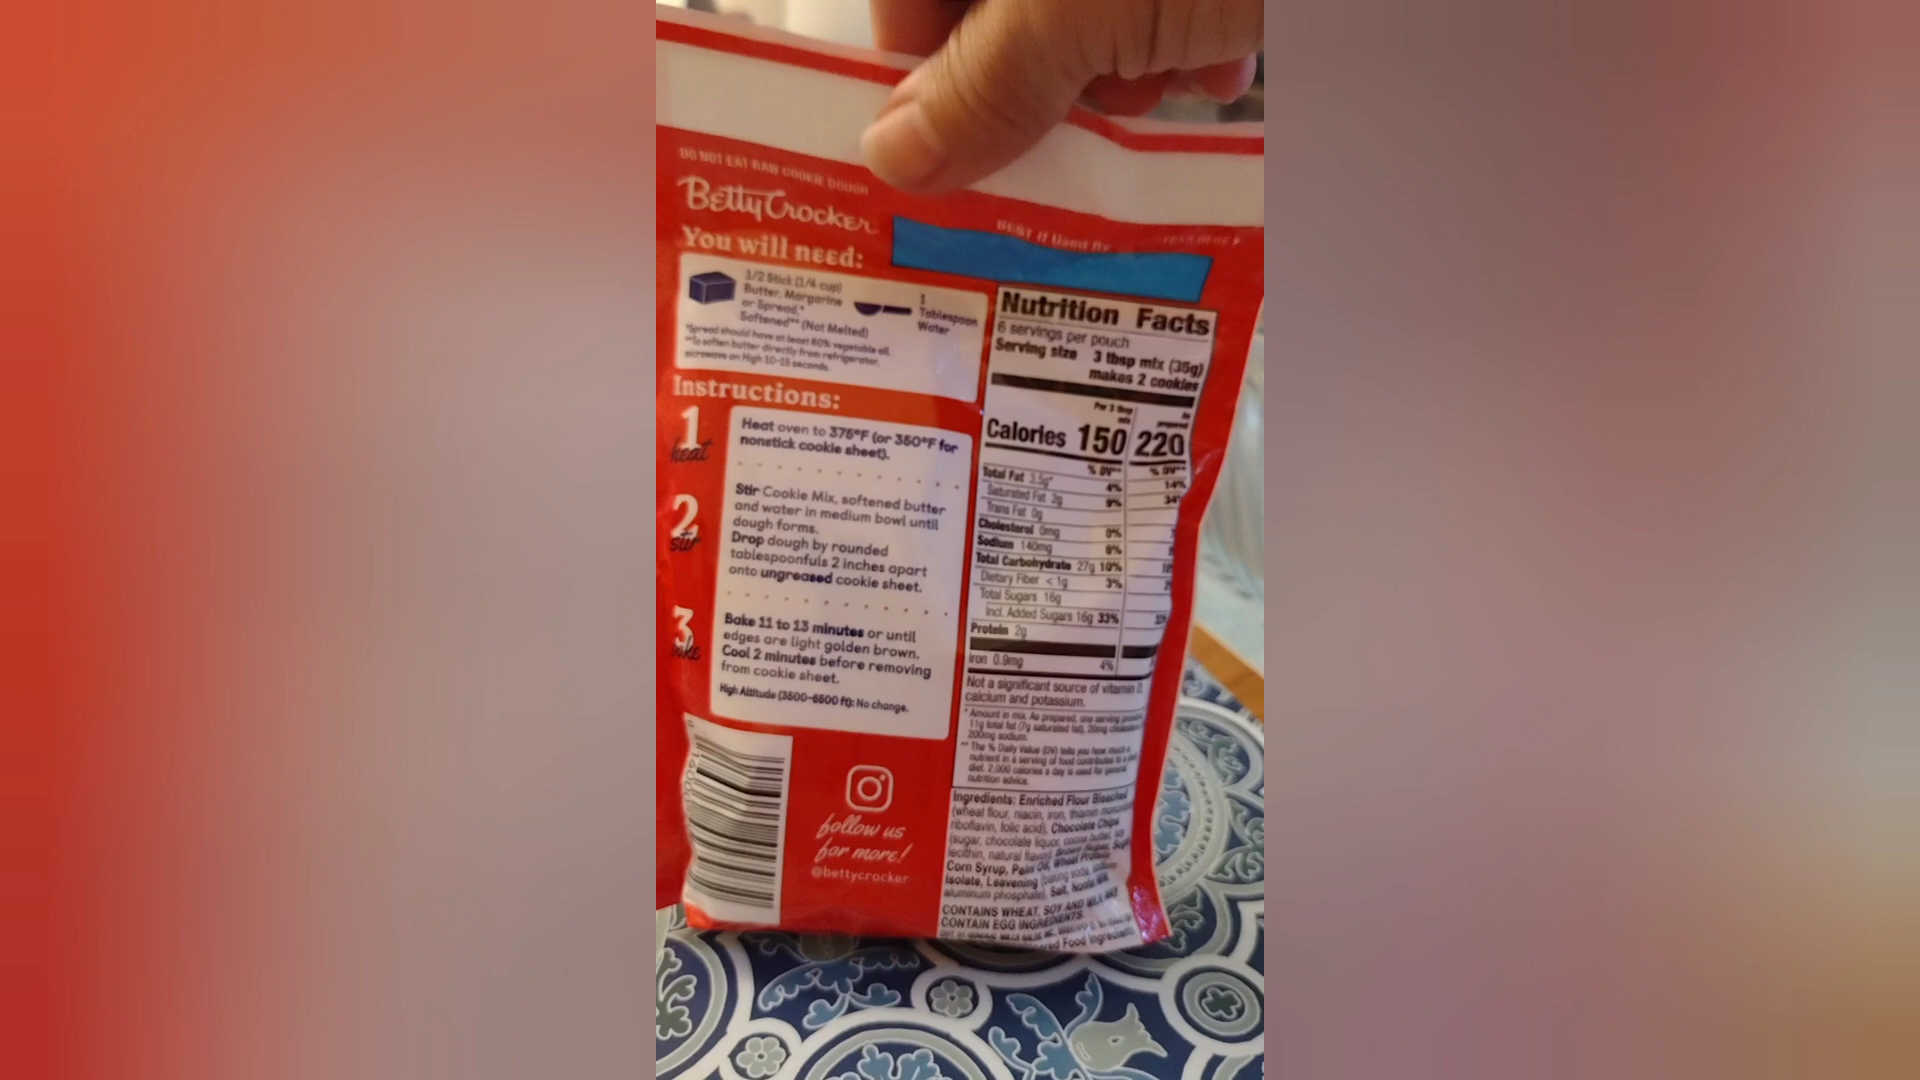 DO NOT EAT RAW COOKIE DOUGH
Betty Crocker
BEST If Used By
You will need:
1/2 Stick (1/4 cup)
Butter, Margarine
or Spread,*
Softened** (Not Melted)
1
Tablespoon
Water
*Spread should have at least 60% vegetable oil.
**To soften butter directly from refrigerator,
microwave on High 10-15 seconds.
Instructions:
1
heat
Heat oven to 375°F (or 350°F for
nonstick cookie sheet).
2
stir
Stir Cookie Mix, softened butter
and water in medium bowl until
dough forms.
Drop dough by rounded
tablespoonfuls 2 inches apart
onto ungreased cookie sheet.
3
bake
Bake 11 to 13 minutes or until
edges are light golden brown.
Cool 2 minutes before removing
from cookie sheet.
High Altitude (3500-6500 ft): No change.
follow us
for more!
@bettycrocker
Nutrition Facts
6 servings per pouch
Serving size 3 tbsp mix (35g)
makes 2 cookies
Per 3 tbsp
mix
As
prepared
Calories 150 220
% DV** % DV**
Total Fat 3.5g* 4% 14%
Saturated Fat 2g 9% 34%
Trans Fat 0g
Cholesterol 0mg 0%
Sodium 140mg 6%
Total Carbohydrate 27g 10%
Dietary Fiber <1g 3%
Total Sugars 16g
Incl. Added Sugars 16g 33%
Protein 2g
Iron 0.9mg 4%
Not a significant source of vitamin D,
calcium and potassium.
* Amount in mix. As prepared, one serving
11g total fat (7g saturated fat), 20mg
200mg sodium.
** The % Daily Value (DV) tells you how much a
nutrient in a serving of food contributes to a
diet. 2,000 calories a day is used for general
nutrition advice.
Ingredients: Enriched Flour Bleached
(wheat flour, niacin, iron, thiamin
riboflavin, folic acid), Chocolate Chips
(sugar, chocolate liquor, cocoa butter, soy
lecithin, natural flavor), Brown Sugar,
Corn Syrup, Palm Oil, Wheat Protein
Isolate, Leavening (baking soda,
aluminum phosphate), Salt,
CONTAINS WHEAT, SOY AND MILK
CONTAIN EGG INGREDIENTS.
Food Ingredients